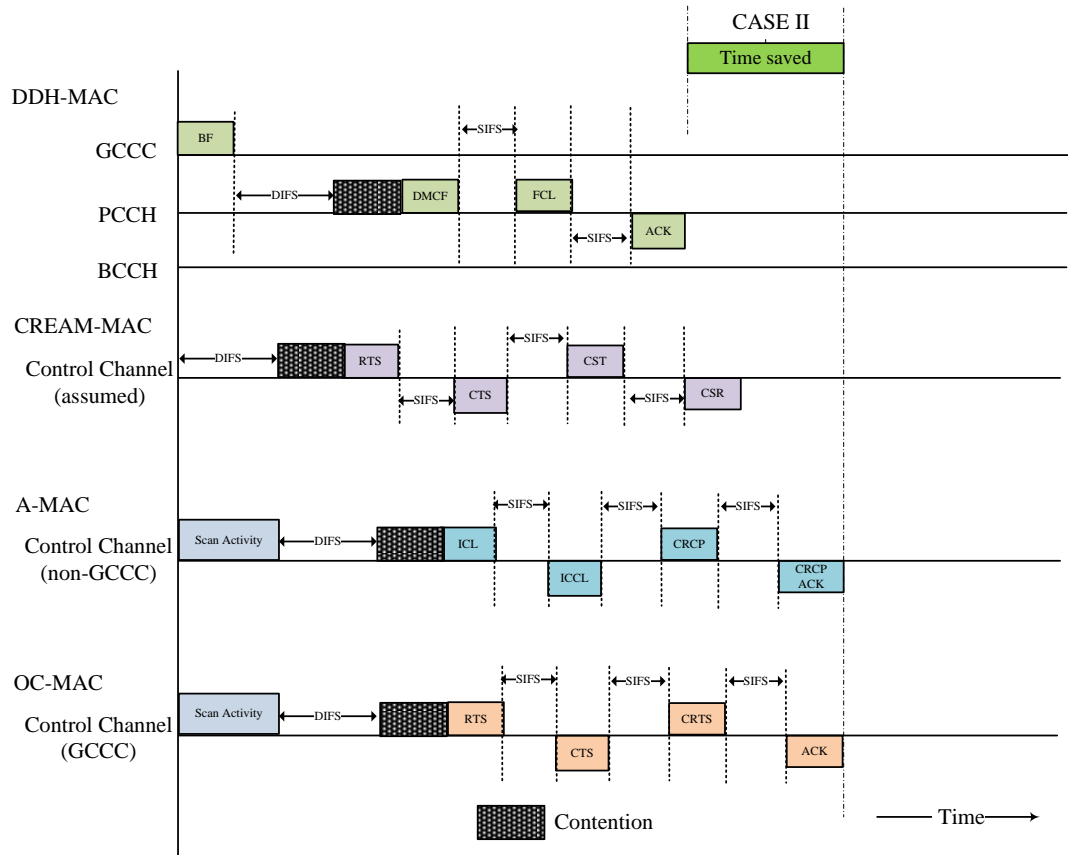 CASE II
Time saved
DDH-MAC
GCCC
BF
SIFS
DIFS
DMCF
FCL
PCCH
SIFS
ACK
BCCH
CREAM-MAC
Control Channel
(assumed)
DIFS
RTS
SIFS
CTS
SIFS
CST
SIFS
CSR
A-MAC
Control Channel
(non-GCCC)
Scan Activity
DIFS
ICL
SIFS
ICCL
SIFS
CRCP
SIFS
CRCP
ACK
OC-MAC
Control Channel
(GCCC)
Scan Activity
DIFS
RTS
SIFS
CTS
SIFS
CRTS
SIFS
ACK
Contention
Time